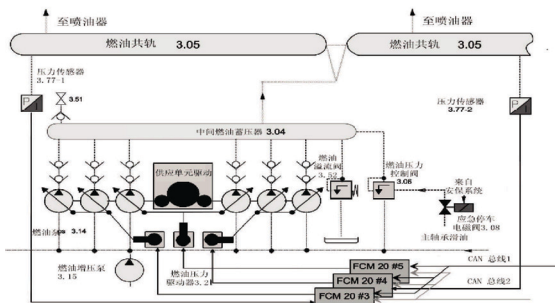 至喷油器
至喷油器
燃油共轨 3.05
燃油共轨 3.05
压力传感器
3.77-1
P
I
3.51
压力传感器
3.77-2
P
I
中间燃油蓄压器 3.04
供应单元驱动
燃油
溢流阀
3.52
燃油压力
控制阀
3.06
来自
安保系统
应急停车
电磁阀3.08
主轴承滑油
燃油泵 3.14
燃油增压泵
3.15
燃油压力
驱动器3.21
FCM 20 #5
FCM 20 #4
FCM 20 #3
CAN 总线1
CAN 总线2